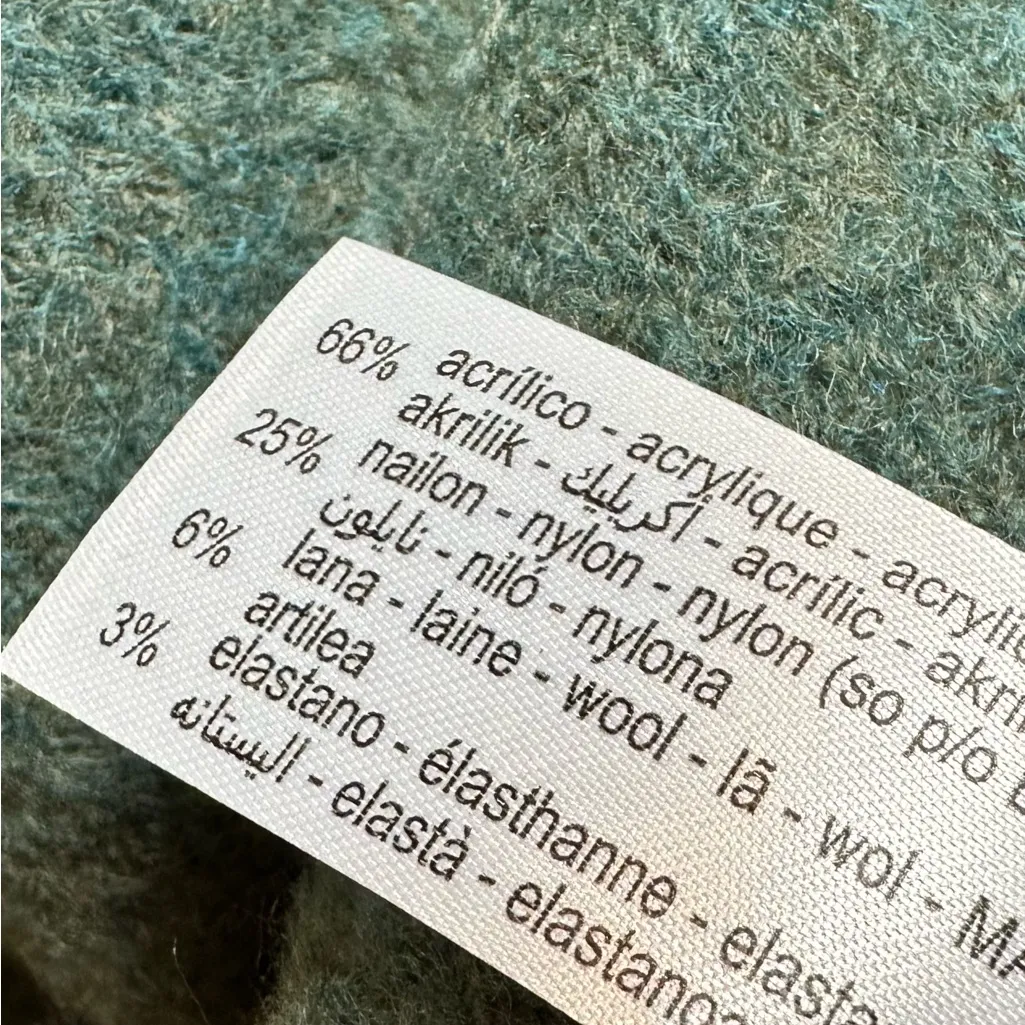 66% acrílico - acrylique - acrylic
akrilik - أكريليك - acrílic - akri
25% nailon - nylon - nylon (so p/o
نايلون - niló - nylona
6% lana - laine - wool - lã - wol - MA
artilea
3% elastano - élasthanne - elasta
اليستانه - elastà - elastano